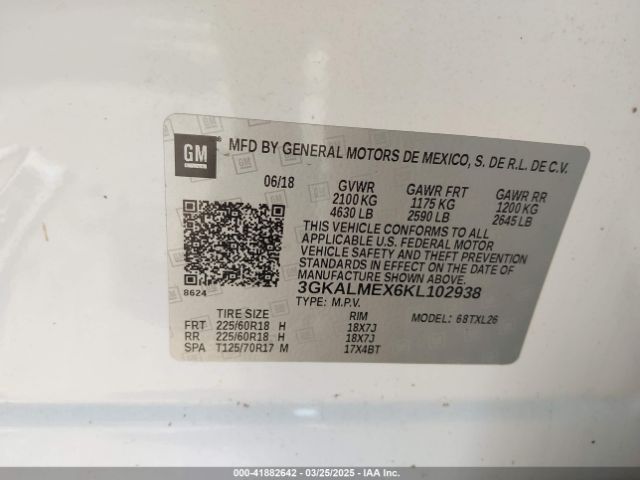 GM
MFD BY GENERAL MOTORS DE MEXICO, S. DE R.L. DE C.V.
06/18 GVWR GAWR FRT GAWR RR
2100 KG 1175 KG 1200 KG
4630 LB 2590 LB 2645 LB
THIS VEHICLE CONFORMS TO ALL
APPLICABLE U.S. FEDERAL MOTOR
VEHICLE SAFETY AND THEFT PREVENTION
STANDARDS IN EFFECT ON THE DATE OF
MANUFACTURE SHOWN ABOVE.
8624
3GKALMEX6KL102938
TYPE: M.P.V.
TIRE SIZE RIM MODEL: 68TXL26
FRT 225/60R18 H 18X7J
RR 225/60R18 H 18X7J
SPA T125/70R17 M 17X4BT
000-41882642 - 03/25/2025 - IAA Inc.